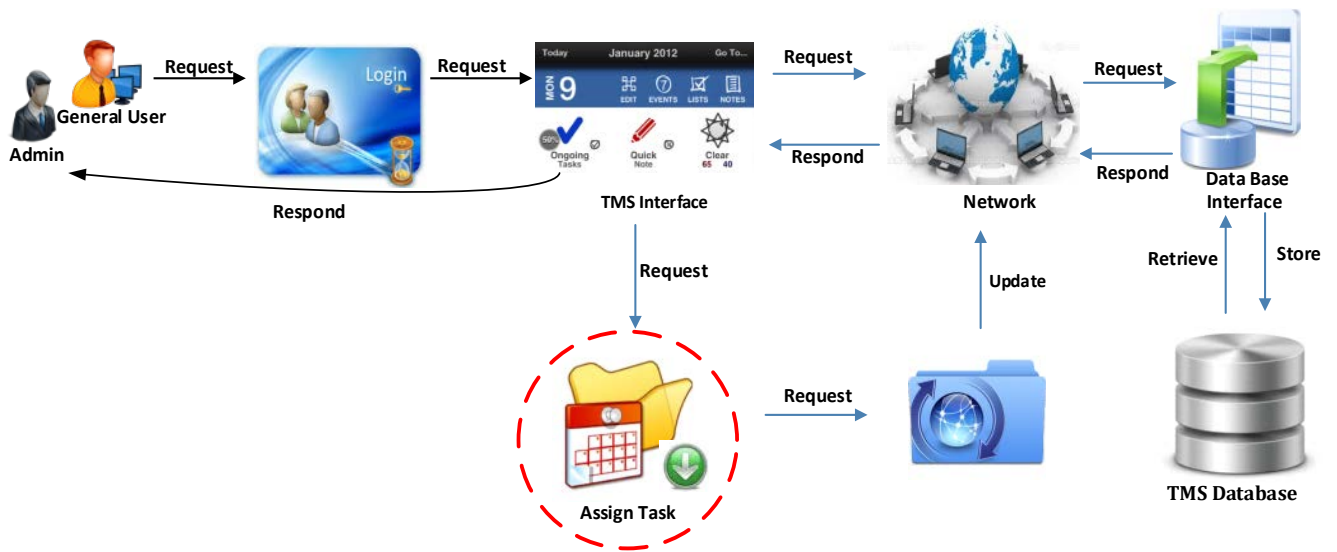 Request
Login
Request
Today January 2012 Go To...
MON 9
EDIT EVENTS LISTS NOTES
7
50%
Ongoing
Tasks
Quick
Note
Clear
65 40
Request
Request
General User
Admin
Respond
Respond
Respond
TMS Interface
Network
Data Base
Interface
Request
Update
Retrieve
Store
Request
Assign Task
TMS Database